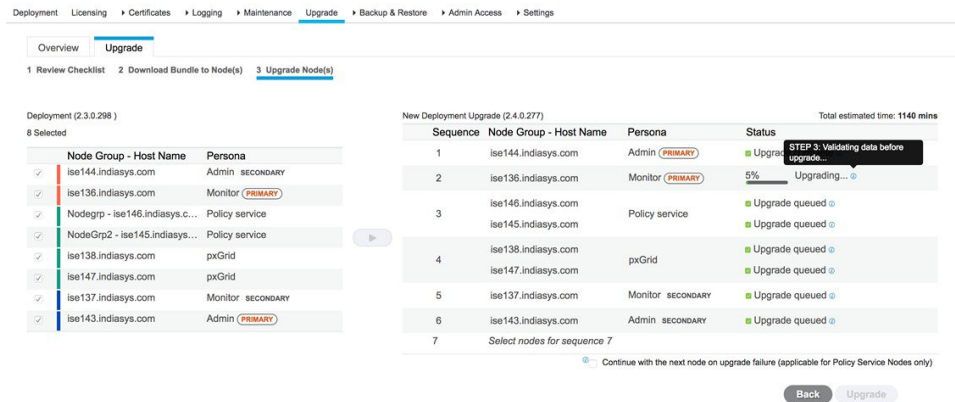 Deployment Licensing Certificates Logging Maintenance Upgrade Backup & Restore Admin Access Settings
Overview Upgrade
1 Review Checklist 2 Download Bundle to Node(s) 3 Upgrade Node(s)
Deployment (2.3.0.298 )
8 Selected
Node Group - Host Name Persona
ise144.indiasys.com Admin SECONDARY
ise136.indiasys.com Monitor PRIMARY
Nodegrp - ise146.indiasys.c... Policy service
NodeGrp2 - ise145.indiasys... Policy service
ise138.indiasys.com pxGrid
ise147.indiasys.com pxGrid
ise137.indiasys.com Monitor SECONDARY
ise143.indiasys.com Admin PRIMARY
New Deployment Upgrade (2.4.0.277) Total estimated time: 1140 mins
Sequence Node Group - Host Name Persona Status
STEP 3: Validating data before
upgrade...
1 ise144.indiasys.com Admin PRIMARY Upgrad
2 ise136.indiasys.com Monitor PRIMARY 5% Upgrading...
3 ise146.indiasys.com Policy service Upgrade queued
ise145.indiasys.com Upgrade queued
4 ise138.indiasys.com pxGrid Upgrade queued
ise147.indiasys.com Upgrade queued
5 ise137.indiasys.com Monitor SECONDARY Upgrade queued
6 ise143.indiasys.com Admin SECONDARY Upgrade queued
7 Select nodes for sequence 7
Continue with the next node on upgrade failure (applicable for Policy Service Nodes only)
Back Upgrade